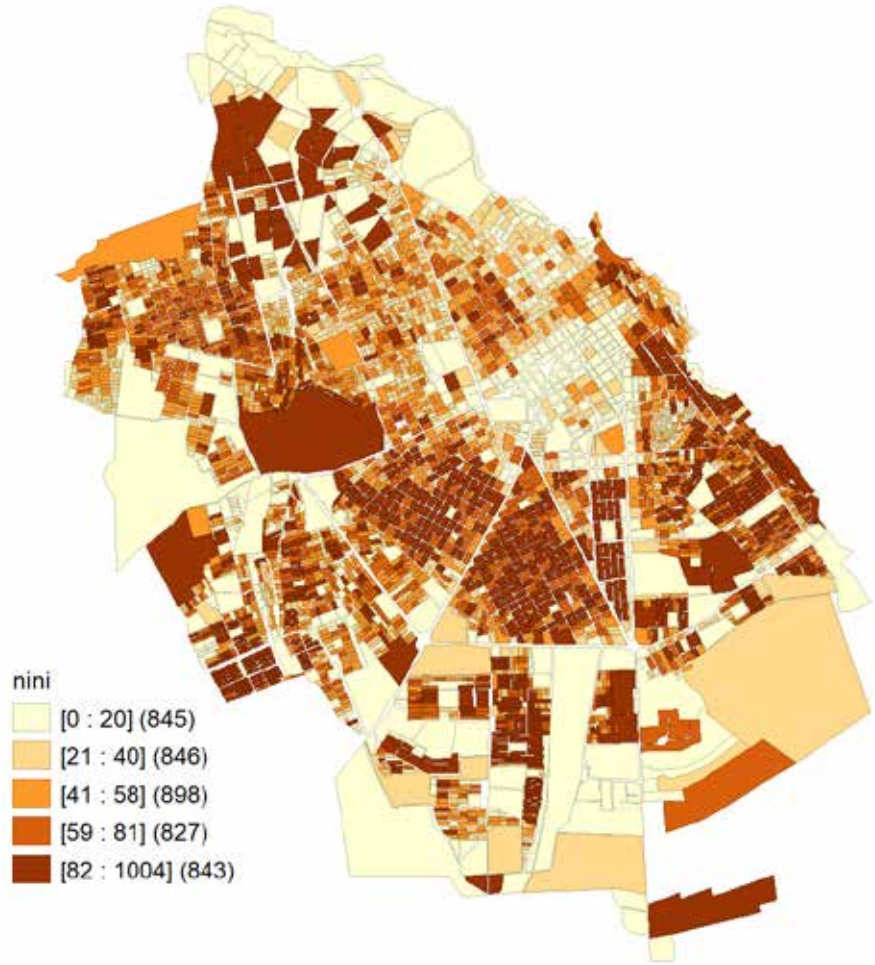 nini
[0 : 20] (845)
[21 : 40] (846)
[41 : 58] (898)
[59 : 81] (827)
[82 : 1004] (843)